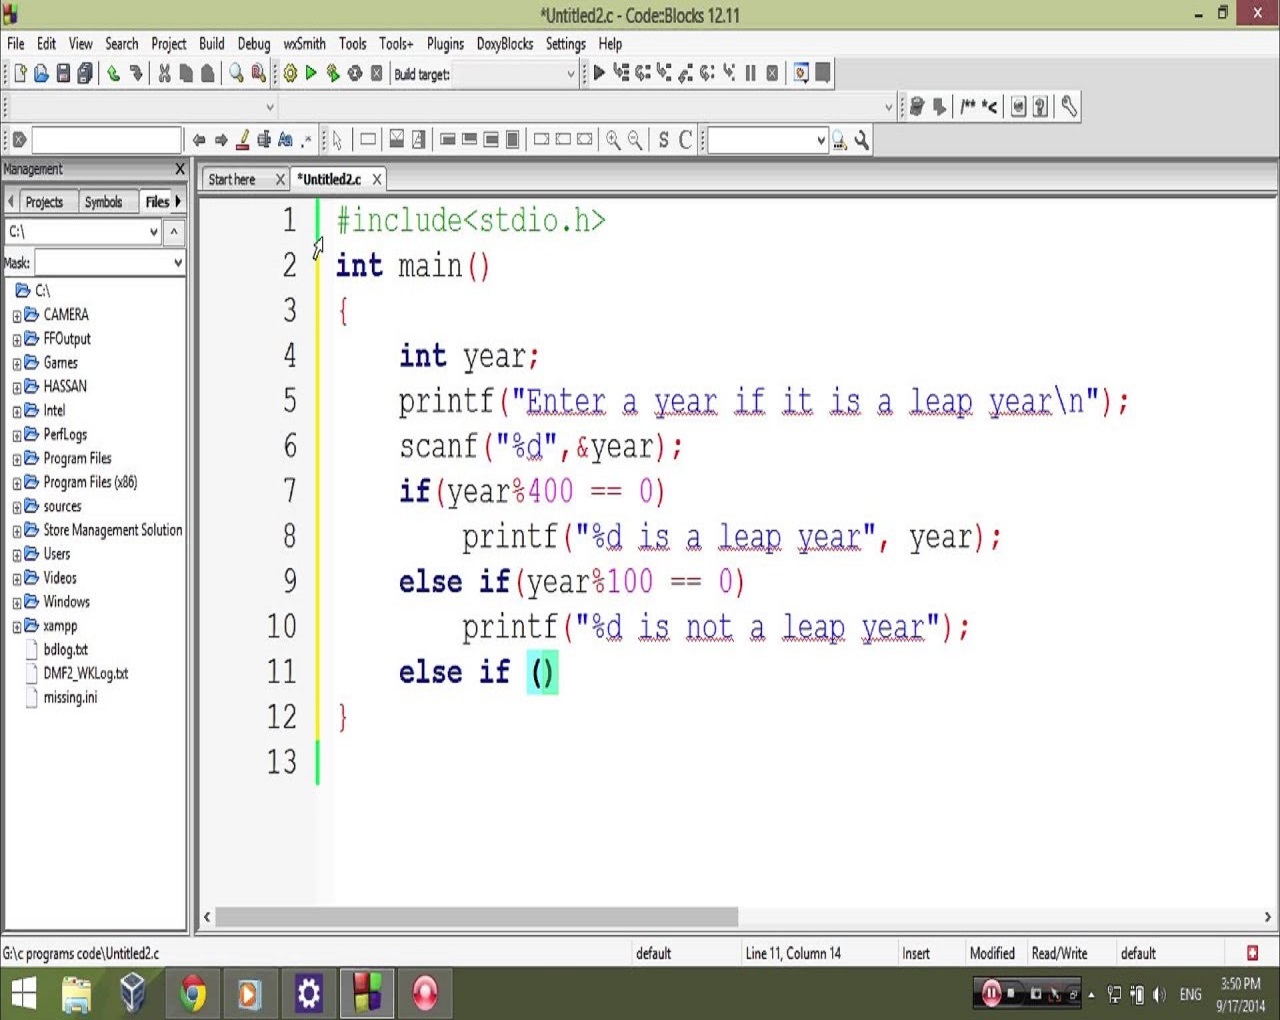 *Untitled2.c - Code::Blocks 12.11
File Edit View Search Project Build Debug wxSmith Tools Tools+ Plugins DoxyBlocks Settings Help
Build target:
/** *<
S C
Management
Projects Symbols Files
Start here *Untitled2.c
C:\
Mask:
C:\
CAMERA
FFOutput
Games
HASSAN
Intel
PerfLogs
Program Files
Program Files (x86)
sources
Store Management Solution
Users
Videos
Windows
xampp
bdlog.txt
DMF2_WKLog.txt
missing.ini
1 #include<stdio.h>
2 int main()
3 {
4 int year;
5 printf("Enter a year if it is a leap year\n");
6 scanf("%d",&year);
7 if(year%400 == 0)
8 printf("%d is a leap year", year);
9 else if(year%100 == 0)
10 printf("%d is not a leap year");
11 else if ()
12 }
13
G:\c programs code\Untitled2.c default Line 11, Column 14 Insert Modified Read/Write default
ENG
3:50 PM
9/17/2014